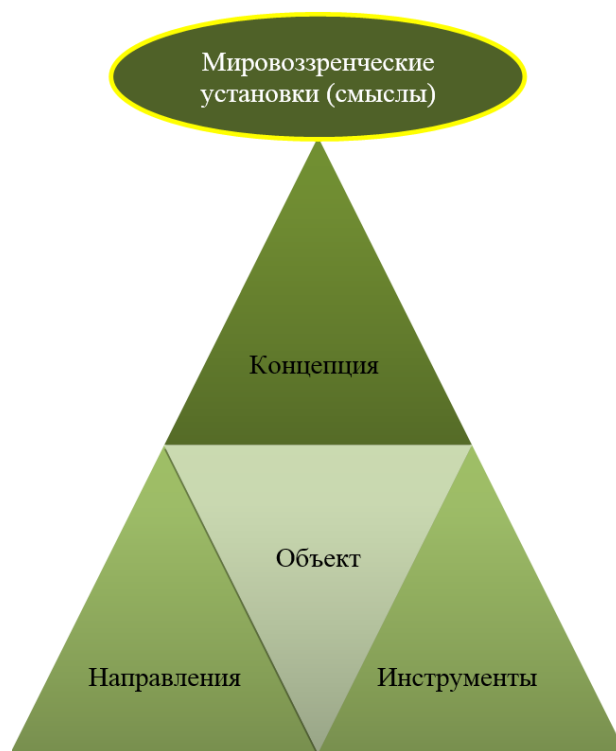 Мировоззренческие
установки (смыслы)
Концепция
Объект
Направления
Инструменты